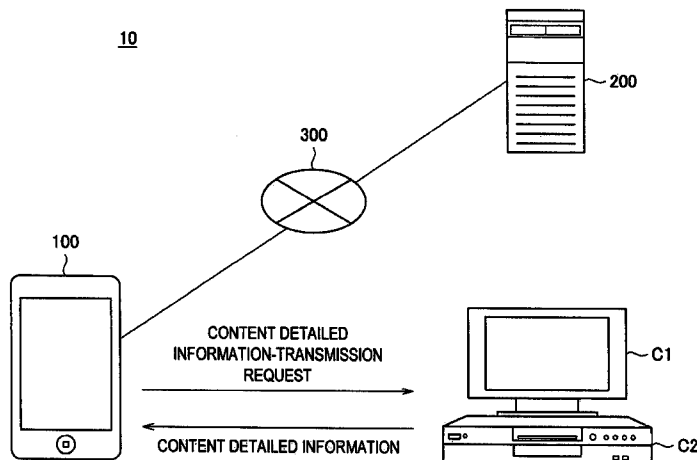 10
200
300
100
CONTENT DETAILED
INFORMATION-TRANSMISSION
REQUEST
C1
CONTENT DETAILED INFORMATION
C2